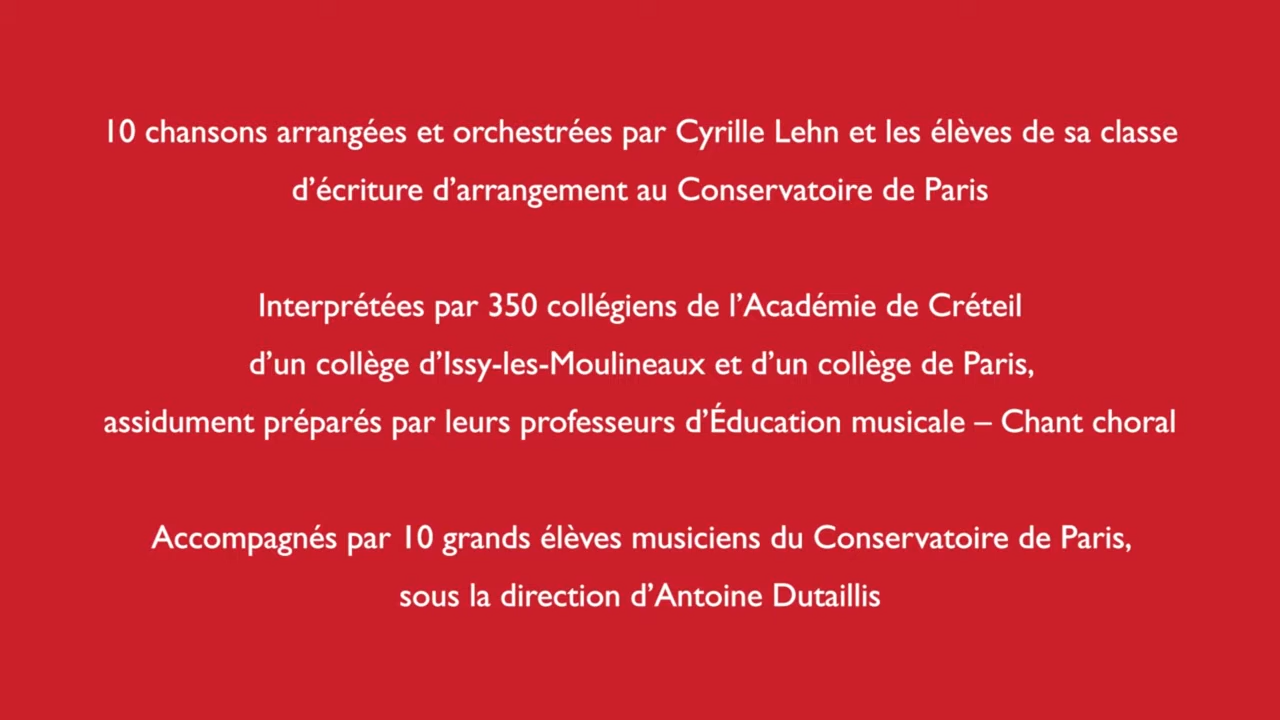 10 chansons arrangées et orchestrées par Cyrille Lehn et les élèves de sa classe
d'écriture d'arrangement au Conservatoire de Paris
Interprétées par 350 collégiens de l'Académie de Créteil
d'un collège d'Issy-les-Moulineaux et d'un collège de Paris,
assidument préparés par leurs professeurs d'Éducation musicale – Chant choral
Accompagnés par 10 grands élèves musiciens du Conservatoire de Paris,
sous la direction d'Antoine Dutaillis